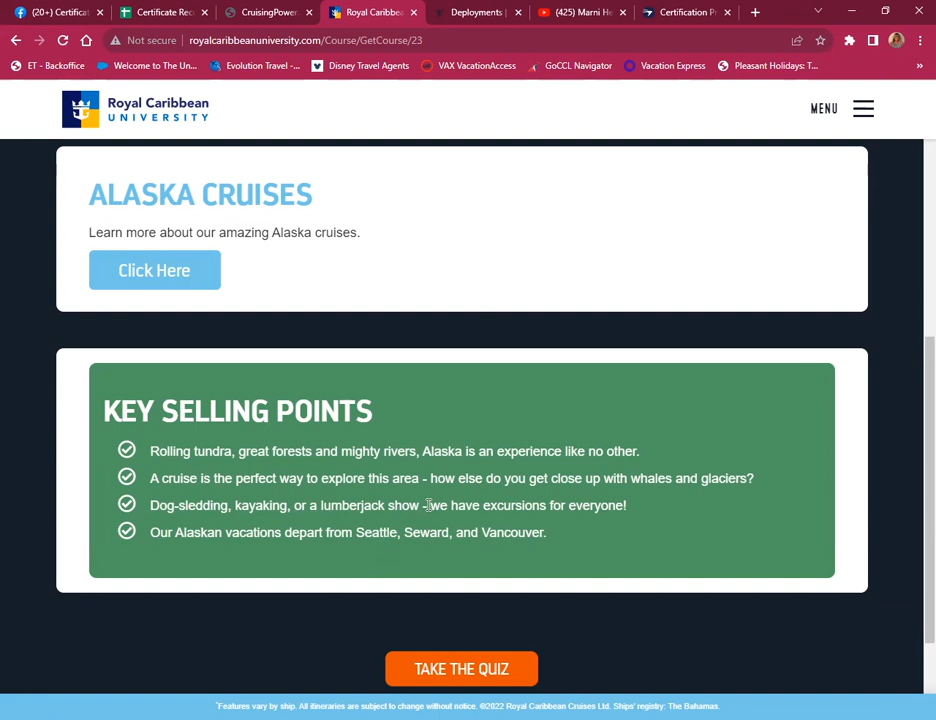 (20+) Certificat
Certificate Rec
CruisingPower.
Royal Caribbea
Deployments |
(425) Marni He
Certification Pr
Not secure | royalcaribbeanuniversity.com/Course/GetCourse/23
ET - Backoffice
Welcome to The Un...
Evolution Travel -...
Disney Travel Agents
VAX VacationAccess
GoCCL Navigator
Vacation Express
Pleasant Holidays: T...
»
Royal Caribbean
UNIVERSITY
MENU
ALASKA CRUISES
Learn more about our amazing Alaska cruises.
Click Here
KEY SELLING POINTS
Rolling tundra, great forests and mighty rivers, Alaska is an experience like no other.
A cruise is the perfect way to explore this area - how else do you get close up with whales and glaciers?
Dog-sledding, kayaking, or a lumberjack show - we have excursions for everyone!
Our Alaskan vacations depart from Seattle, Seward, and Vancouver.
TAKE THE QUIZ
*Features vary by ship. All itineraries are subject to change without notice. ©2022 Royal Caribbean Cruises Ltd. Ships' registry: The Bahamas.